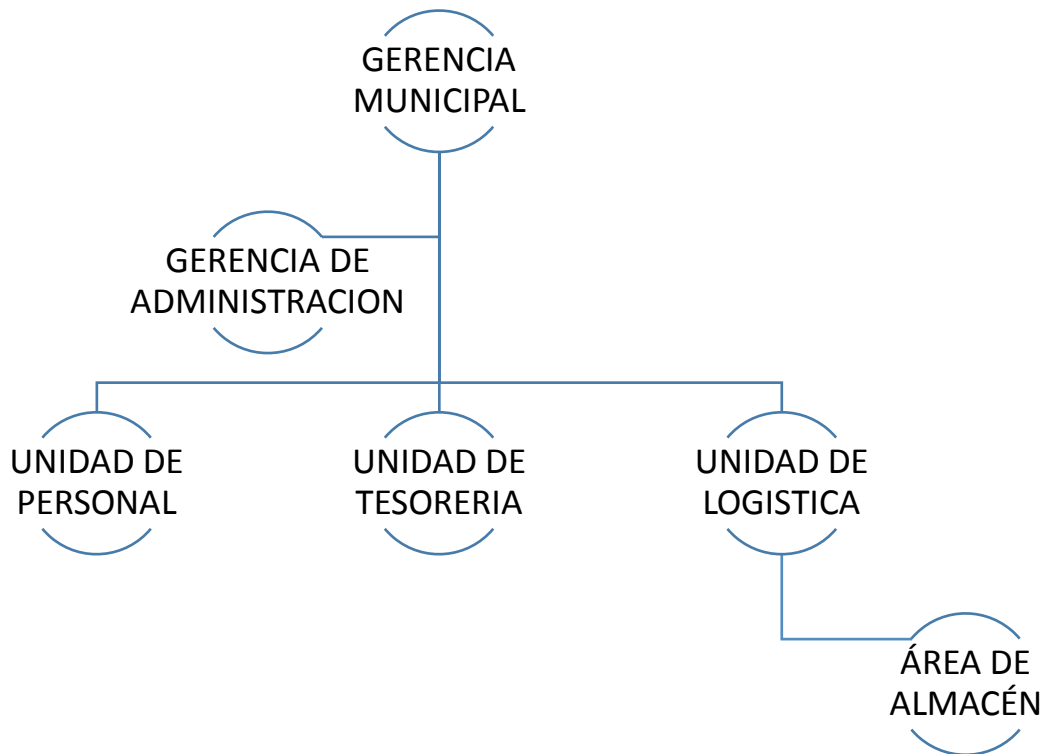 GERENCIA
MUNICIPAL
GERENCIA DE
ADMINISTRACION
UNIDAD DE
PERSONAL
UNIDAD DE
TESORERIA
UNIDAD DE
LOGISTICA
ÁREA DE
ALMACÉN